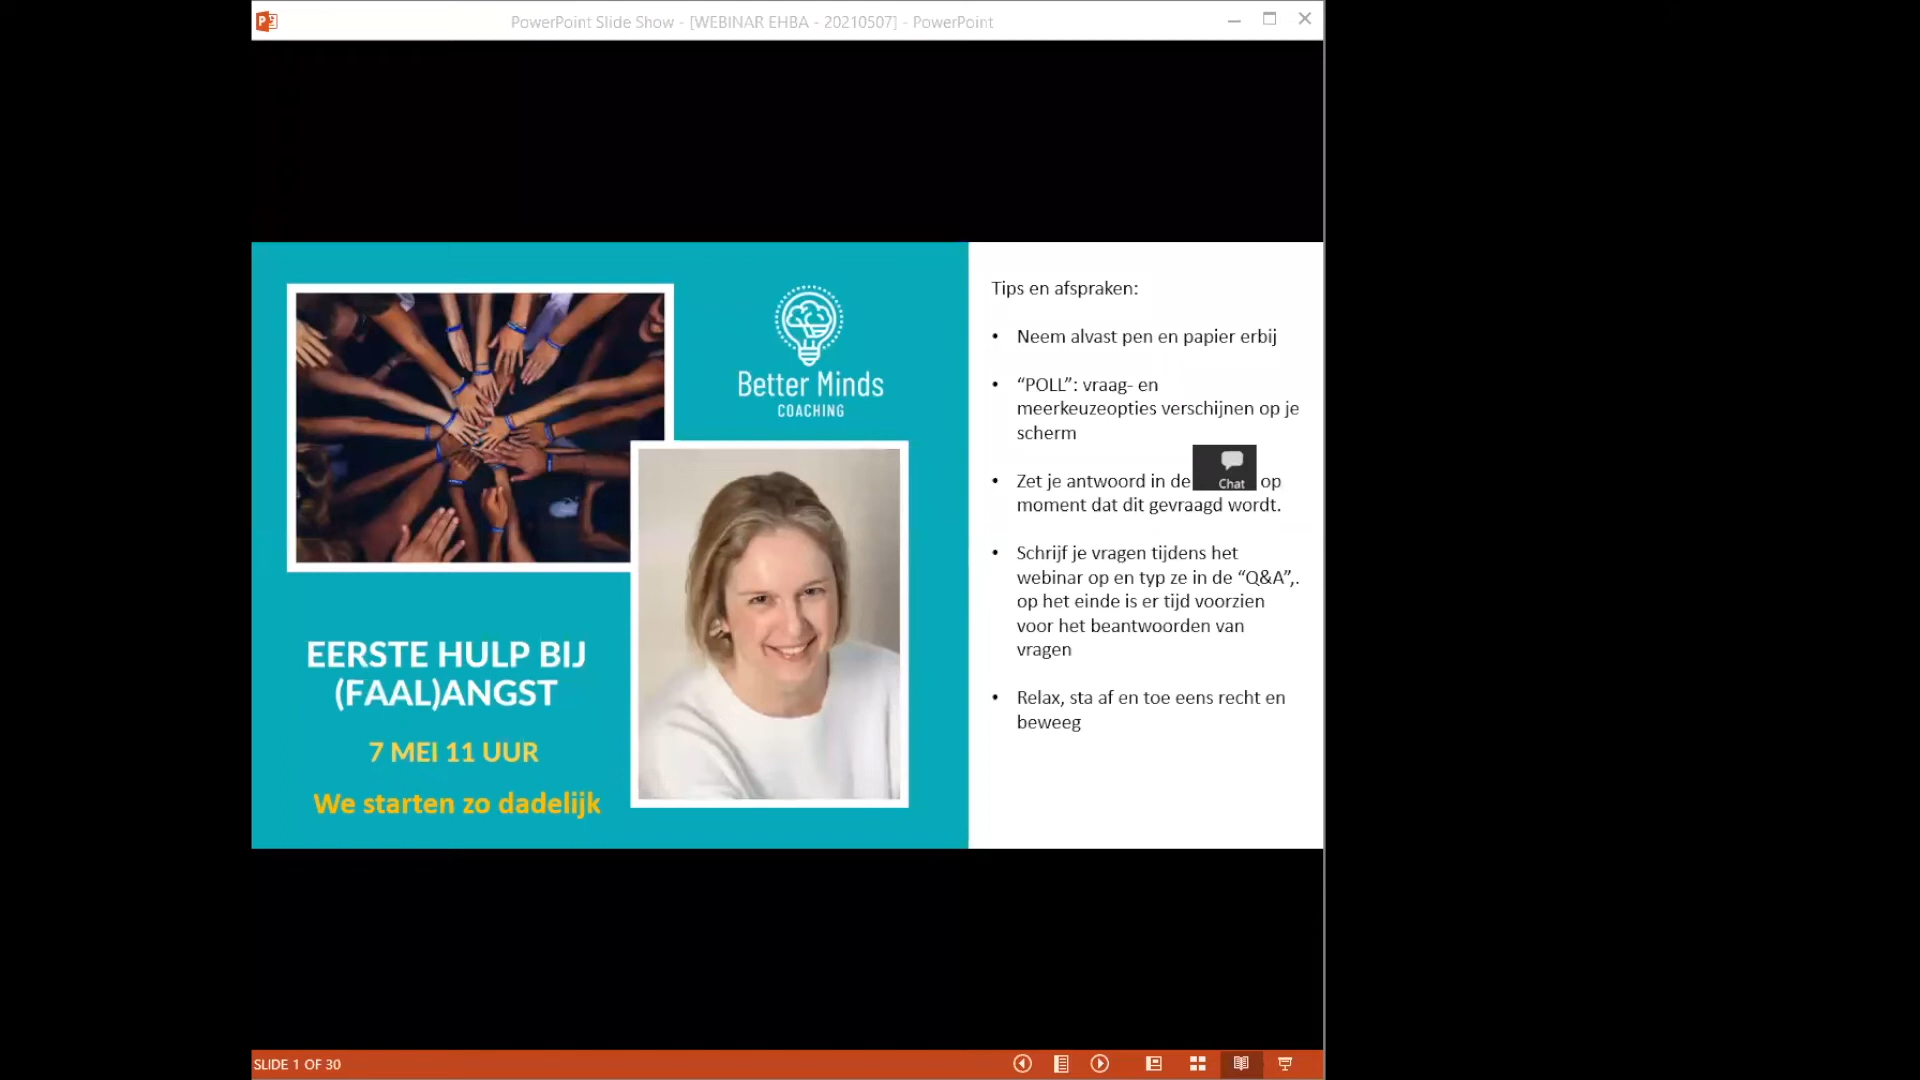 PowerPoint Slide Show - [WEBINAR EHBA - 20210507] - PowerPoint
Better Minds
COACHING
EERSTE HULP BIJ
(FAAL)ANGST
7 MEI 11 UUR
We starten zo dadelijk
Tips en afspraken:
• Neem alvast pen en papier erbij
• “POLL”: vraag- en
meerkeuzeopties verschijnen op je
scherm
• Zet je antwoord in de Chat op
moment dat dit gevraagd wordt.
• Schrijf je vragen tijdens het
webinar op en typ ze in de “Q&A”,.
op het einde is er tijd voorzien
voor het beantwoorden van
vragen
• Relax, sta af en toe eens recht en
beweeg
SLIDE 1 OF 30